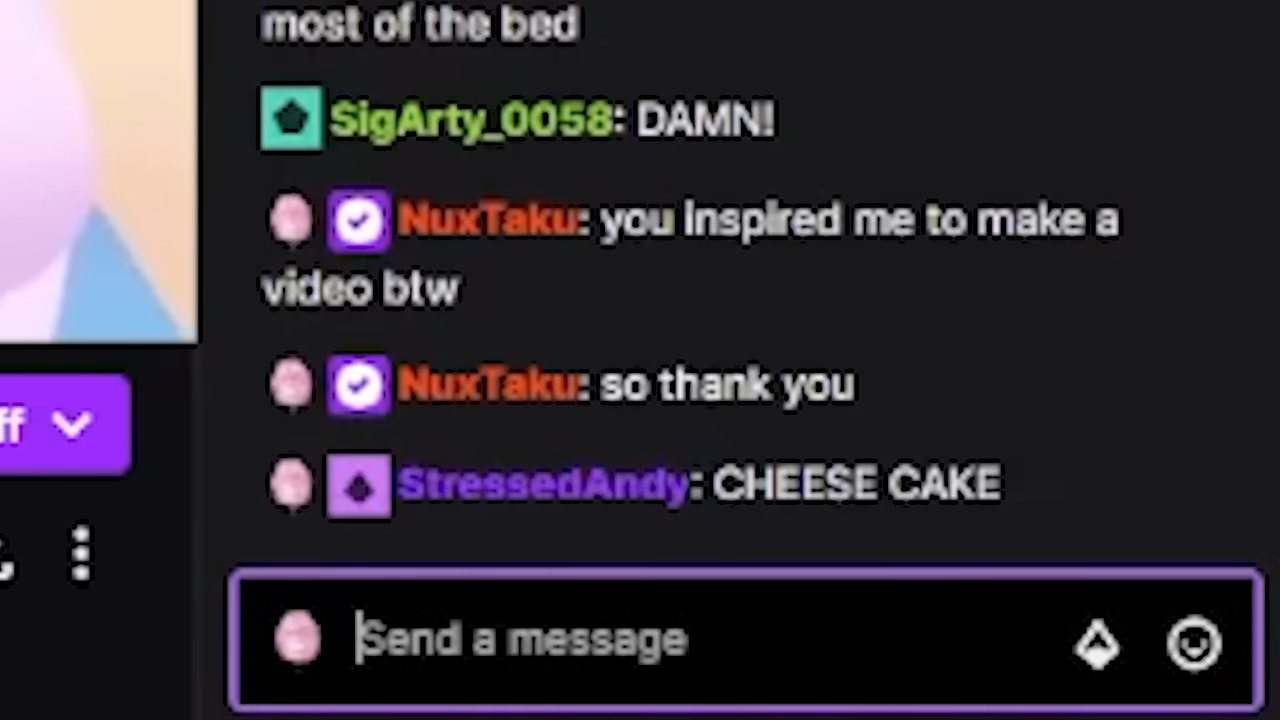 most of the bed
SigArty_0058: DAMN!
NuxTaku: you inspired me to make a
video btw
NuxTaku: so thank you
ff
StressedAndy: CHEESE CAKE
Send a message